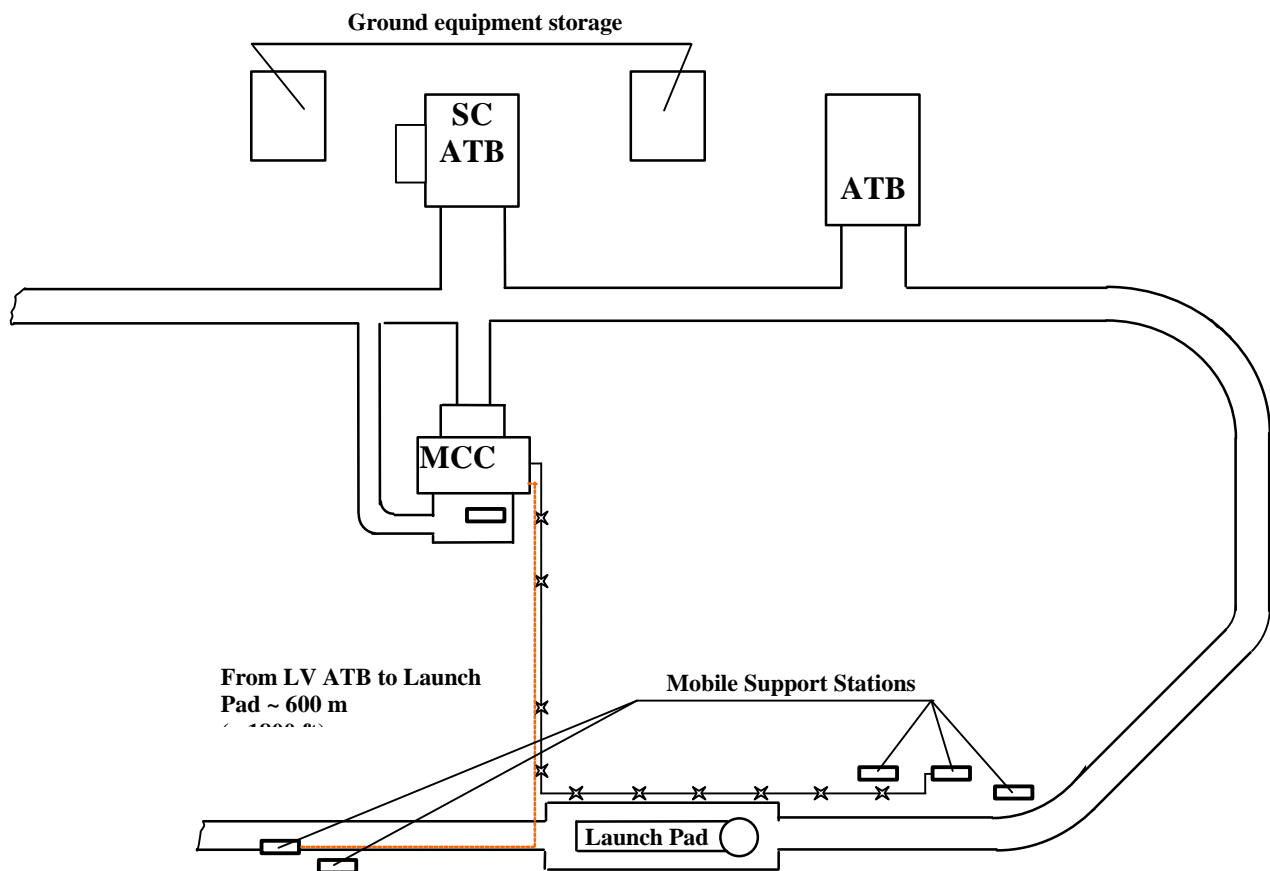 Ground equipment storage
SC
ATB
ATB
MCC
From LV ATB to Launch
Pad ~ 600 m
Mobile Support Stations
Launch Pad